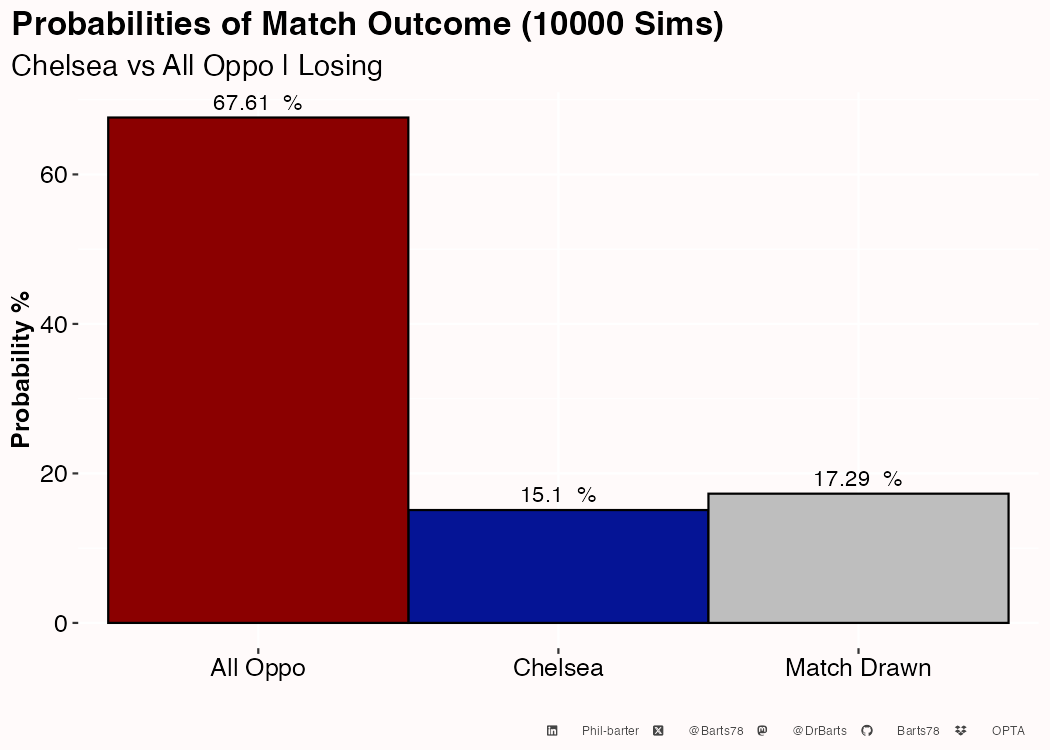 Probabilities of Match Outcome (10000 Sims)
Chelsea vs All Oppo | Losing
67.61 %
60
Probability %
40
20
15.1 %
17.29 %
0
All Oppo Chelsea Match Drawn
Phil-barter @Barts78 @DrBarts Barts78 OPTA